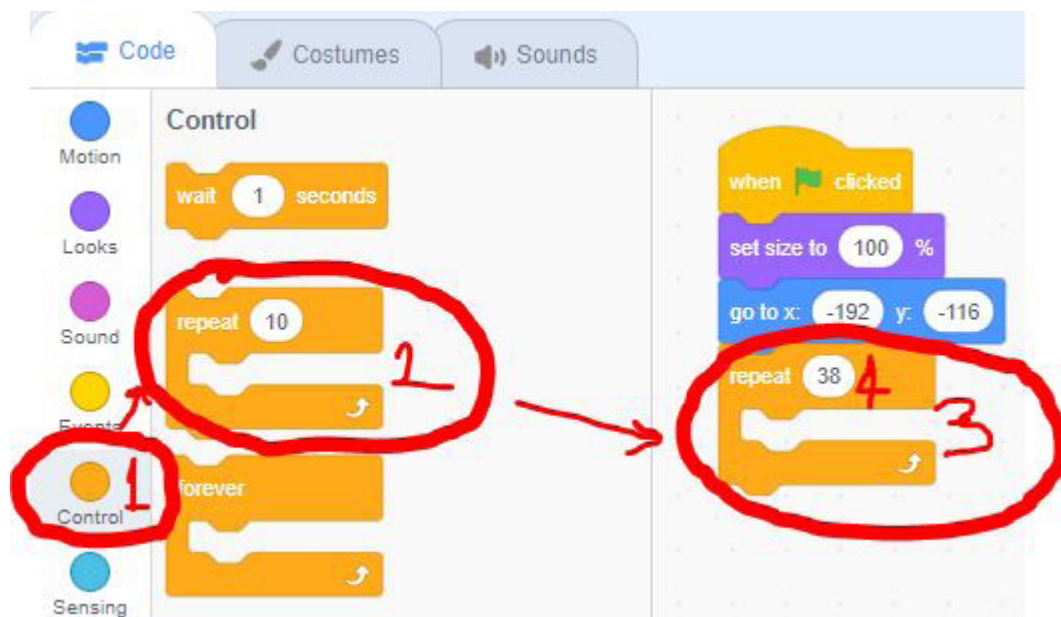 Code
Costumes
Sounds
Motion
Looks
Sound
Events
Control
Sensing
Control
wait 1 seconds
repeat 10
forever
1
2
when clicked
set size to 100 %
go to x: -192 y: -116
repeat 38
4
3